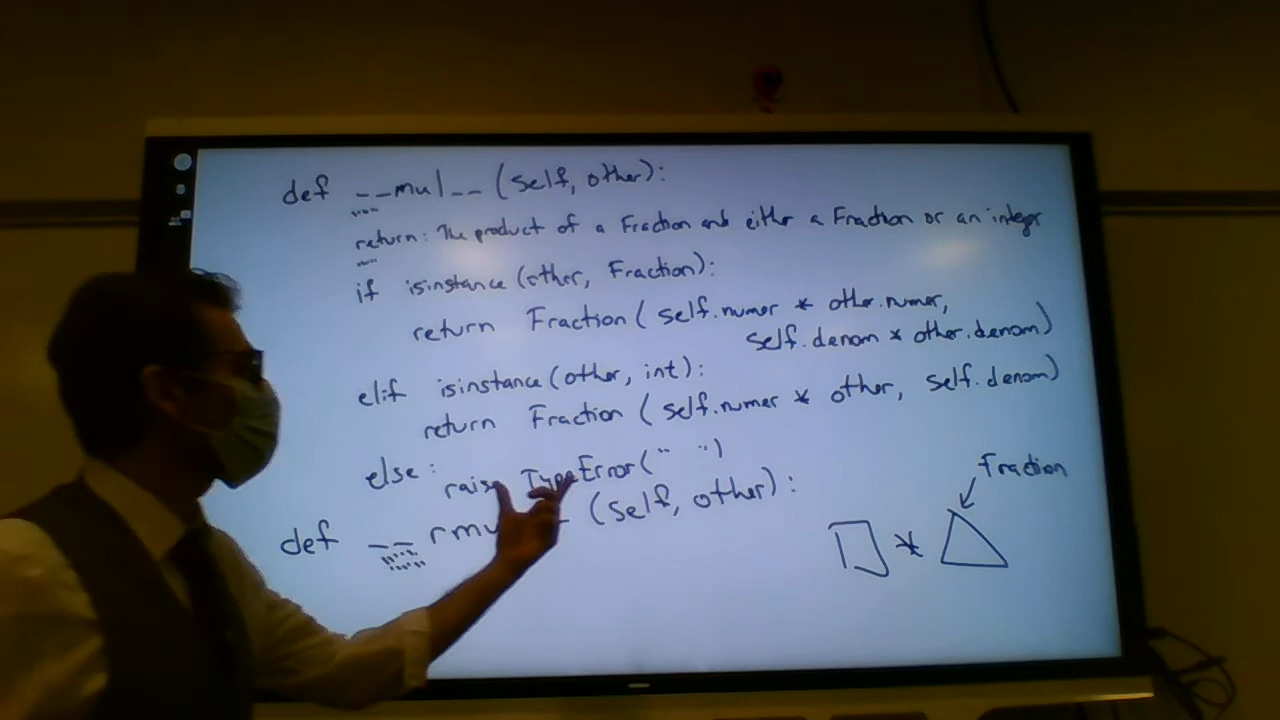 def __mul__ (self, other):
""""""
return: The product of a Fraction and either a Fraction or an integr
""""""
if isinstance (other, Fraction):
return Fraction ( self.numer * other.numer,
self.denom * other.denom)
elif isinstance (other, int):
return Fraction ( self.numer * other, self.denom)
else:
raise TypeError(" ")
def __rmu (self, other):
Fraction
*